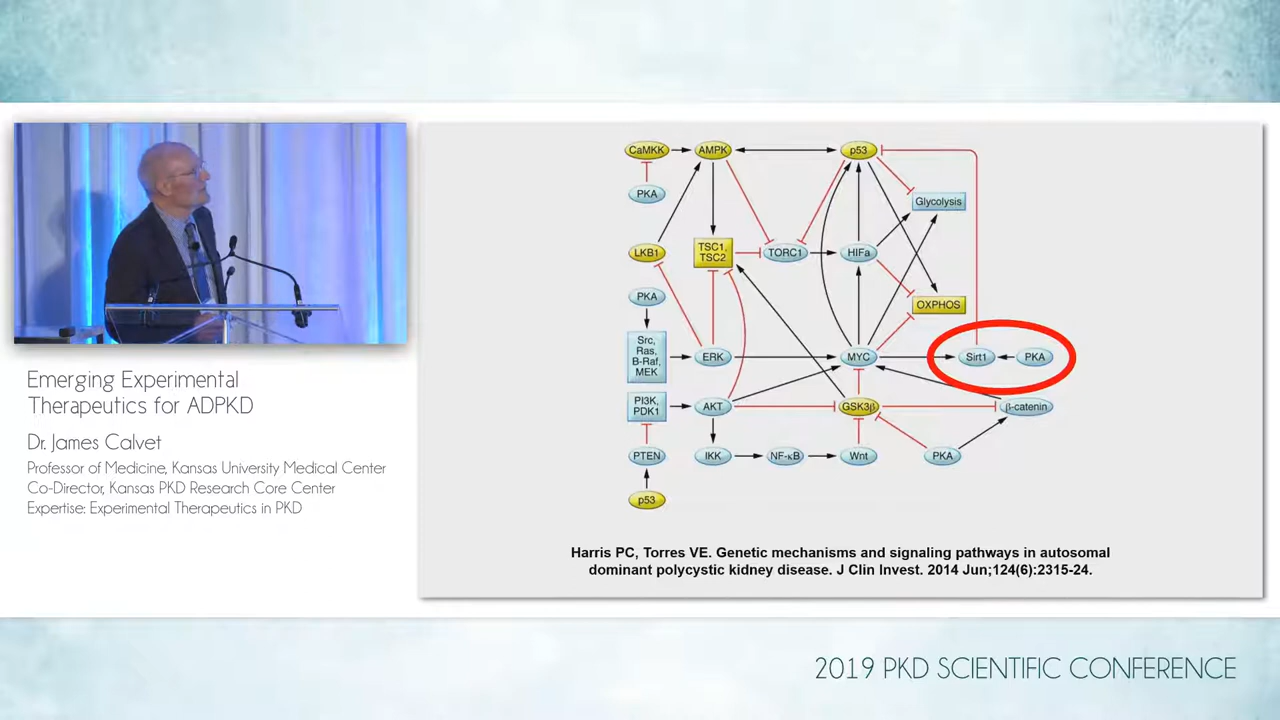 CaMKK
AMPK
p53
PKA
Glycolysis
LKB1
TSC1,
TSC2
TORC1
HIFa
PKA
OXPHOS
Src,
Ras,
B-Raf,
MEK
ERK
MYC
Sirt1
PKA
PI3K,
PDK1
AKT
GSK3β
β-catenin
PTEN
IKK
NF-κB
Wnt
PKA
p53
Harris PC, Torres VE. Genetic mechanisms and signaling pathways in autosomal
dominant polycystic kidney disease. J Clin Invest. 2014 Jun;124(6):2315-24.
Emerging Experimental
Therapeutics for ADPKD
Dr. James Calvet
Professor of Medicine, Kansas University Medical Center
Co-Director, Kansas PKD Research Core Center
Expertise: Experimental Therapeutics in PKD
2019 PKD SCIENTIFIC CONFERENCE